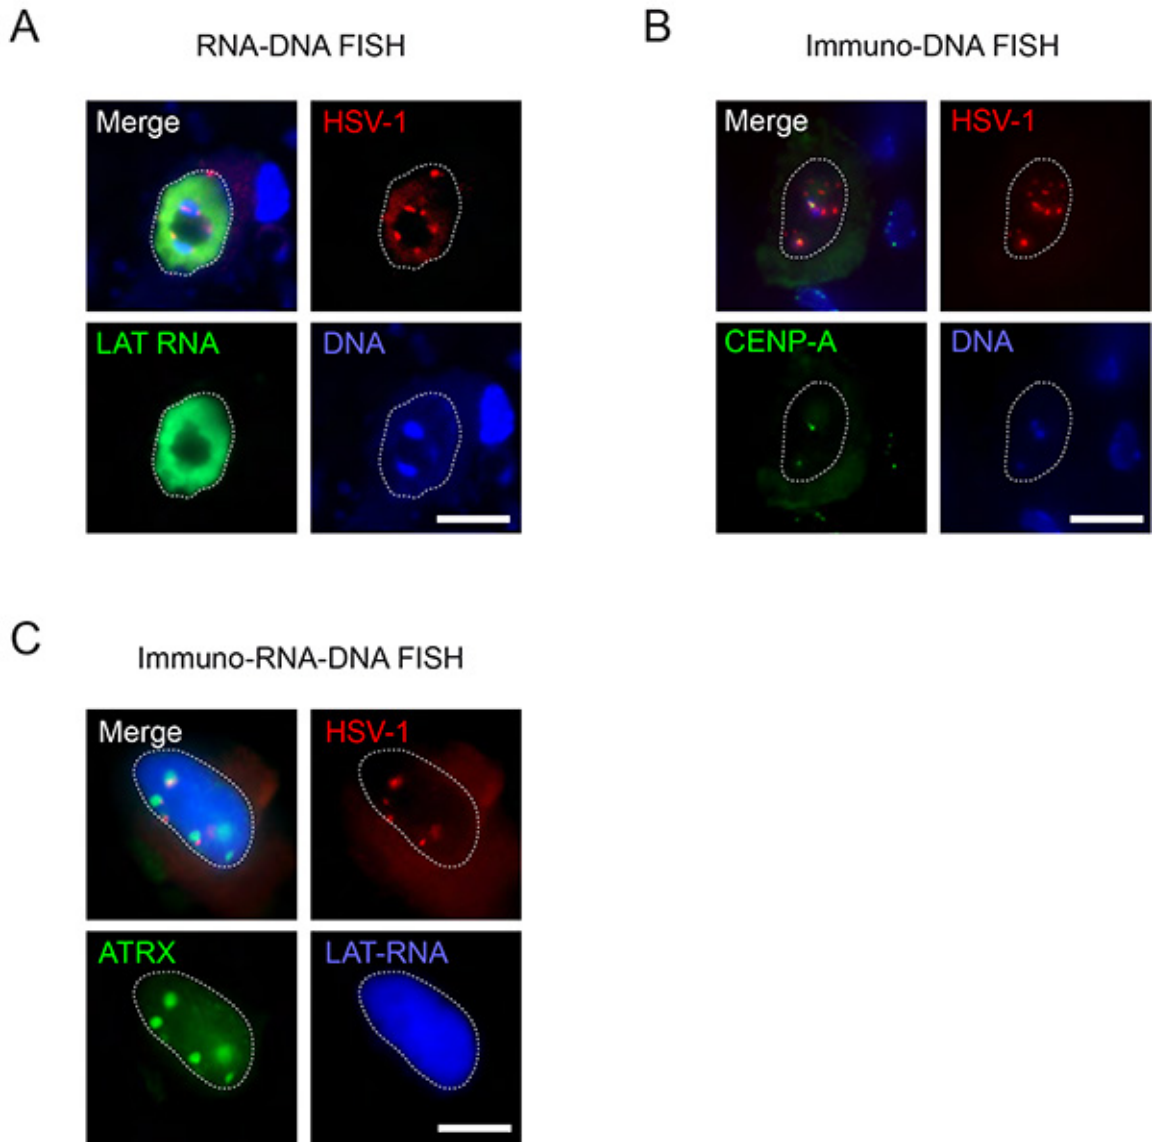 A
RNA-DNA FISH
Merge
HSV-1
LAT RNA
DNA
B
Immuno-DNA FISH
Merge
HSV-1
CENP-A
DNA
C
Immuno-RNA-DNA FISH
Merge
HSV-1
ATRX
LAT-RNA